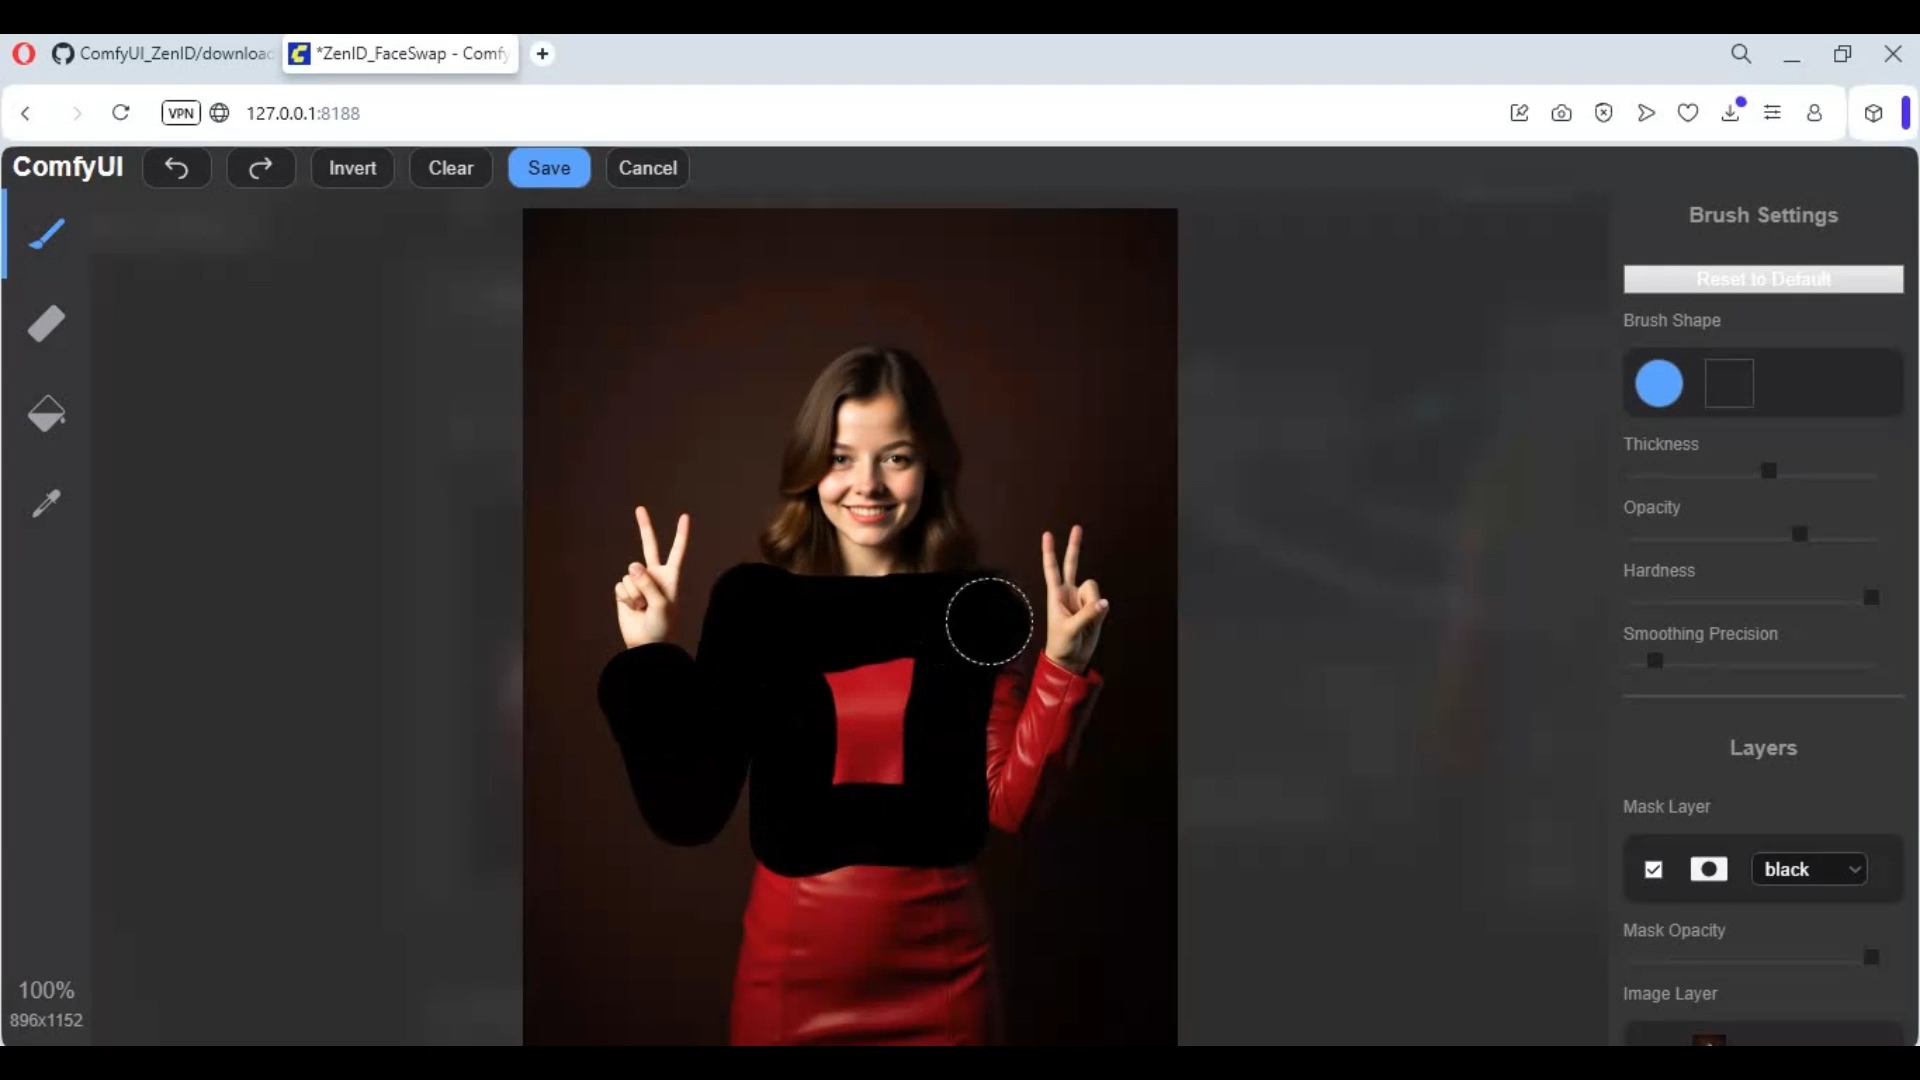 ComfyUI_ZenID/download
*ZenID_FaceSwap - Comfy
VPN
127.0.0.1:8188
ComfyUI
Invert
Clear
Save
Cancel
Brush Settings
Reset to Default
Brush Shape
Thickness
Opacity
Hardness
Smoothing Precision
Layers
Mask Layer
black
Mask Opacity
Image Layer
100%
896x1152